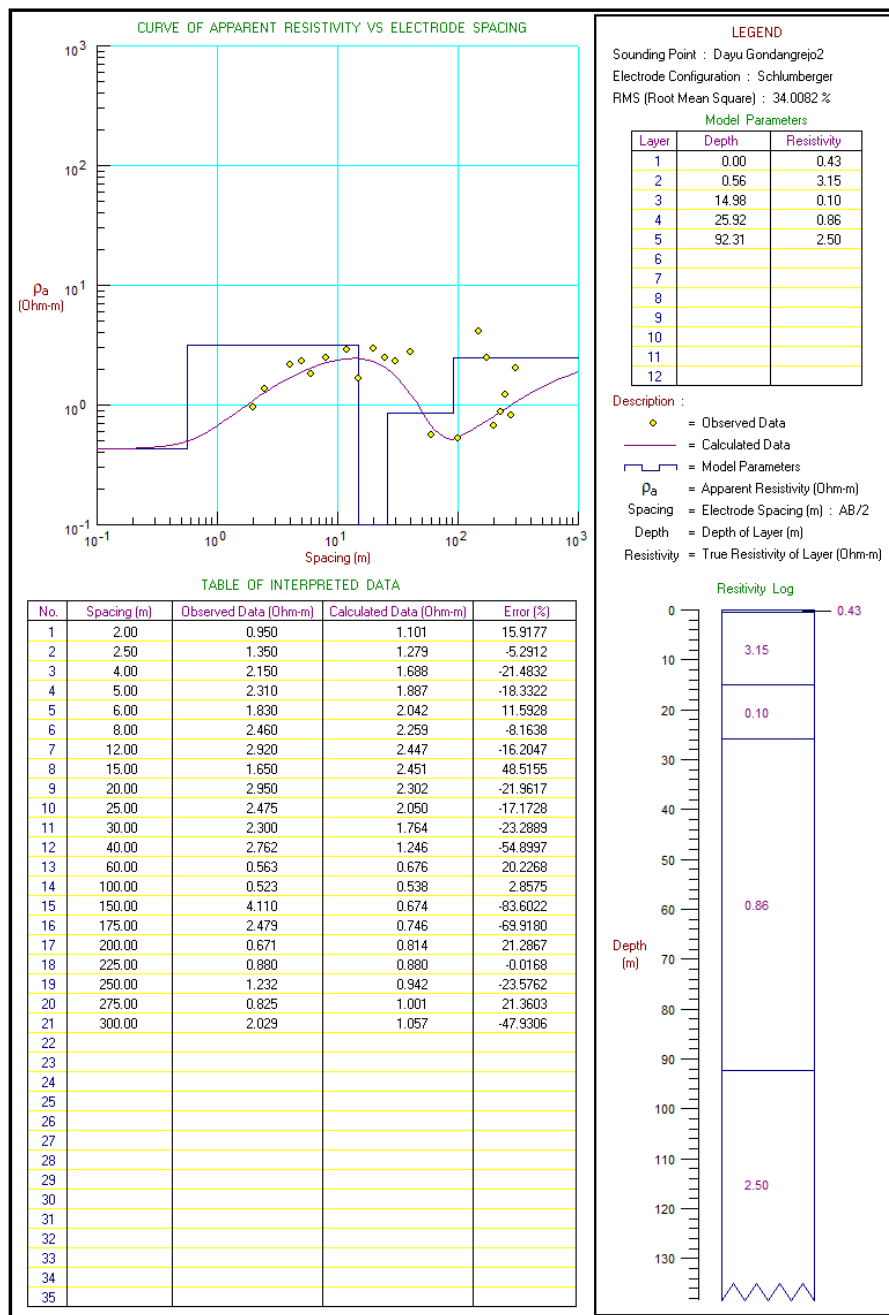 CURVE OF APPARENT RESISTIVITY VS ELECTRODE SPACING
10^3
10^2
10^1
10^0
10^-1
ρa
(Ohm-m)
10^-1 10^0 10^1 10^2 10^3
Spacing (m)
LEGEND
Sounding Point : Dayu Gondangrejo2
Electrode Configuration : Schlumberger
RMS (Root Mean Square) : 34.0082 %
Model Parameters
Layer Depth Resistivity
1 0.00 0.43
2 0.56 3.15
3 14.98 0.10
4 25.92 0.86
5 92.31 2.50
6
7
8
9
10
11
12
Description :
= Observed Data
= Calculated Data
= Model Parameters
ρa = Apparent Resistivity (Ohm-m)
Spacing = Electrode Spacing (m) : AB/2
Depth = Depth of Layer (m)
Resistivity = True Resistivity of Layer (Ohm-m)
TABLE OF INTERPRETED DATA
No. Spacing (m) Observed Data (Ohm-m) Calculated Data (Ohm-m) Error (%)
1 2.00 0.950 1.101 15.9177
2 2.50 1.350 1.279 -5.2912
3 4.00 2.150 1.688 -21.4832
4 5.00 2.310 1.887 -18.3322
5 6.00 1.830 2.042 11.5928
6 8.00 2.460 2.259 -8.1638
7 12.00 2.920 2.447 -16.2047
8 15.00 1.650 2.451 48.5155
9 20.00 2.950 2.302 -21.9617
10 25.00 2.475 2.050 -17.1728
11 30.00 2.300 1.764 -23.2889
12 40.00 2.762 1.246 -54.8997
13 60.00 0.563 0.676 20.2268
14 100.00 0.523 0.538 2.8575
15 150.00 4.110 0.674 -83.6022
16 175.00 2.479 0.746 -69.9180
17 200.00 0.671 0.814 21.2867
18 225.00 0.880 0.880 -0.0168
19 250.00 1.232 0.942 -23.5762
20 275.00 0.825 1.001 21.3603
21 300.00 2.029 1.057 -47.9306
22
23
24
25
26
27
28
29
30
31
32
33
34
35
Resitivity Log
0
10
20
30
40
50
60
70
80
90
100
110
120
130
Depth
(m)
0.43
3.15
0.10
0.86
2.50